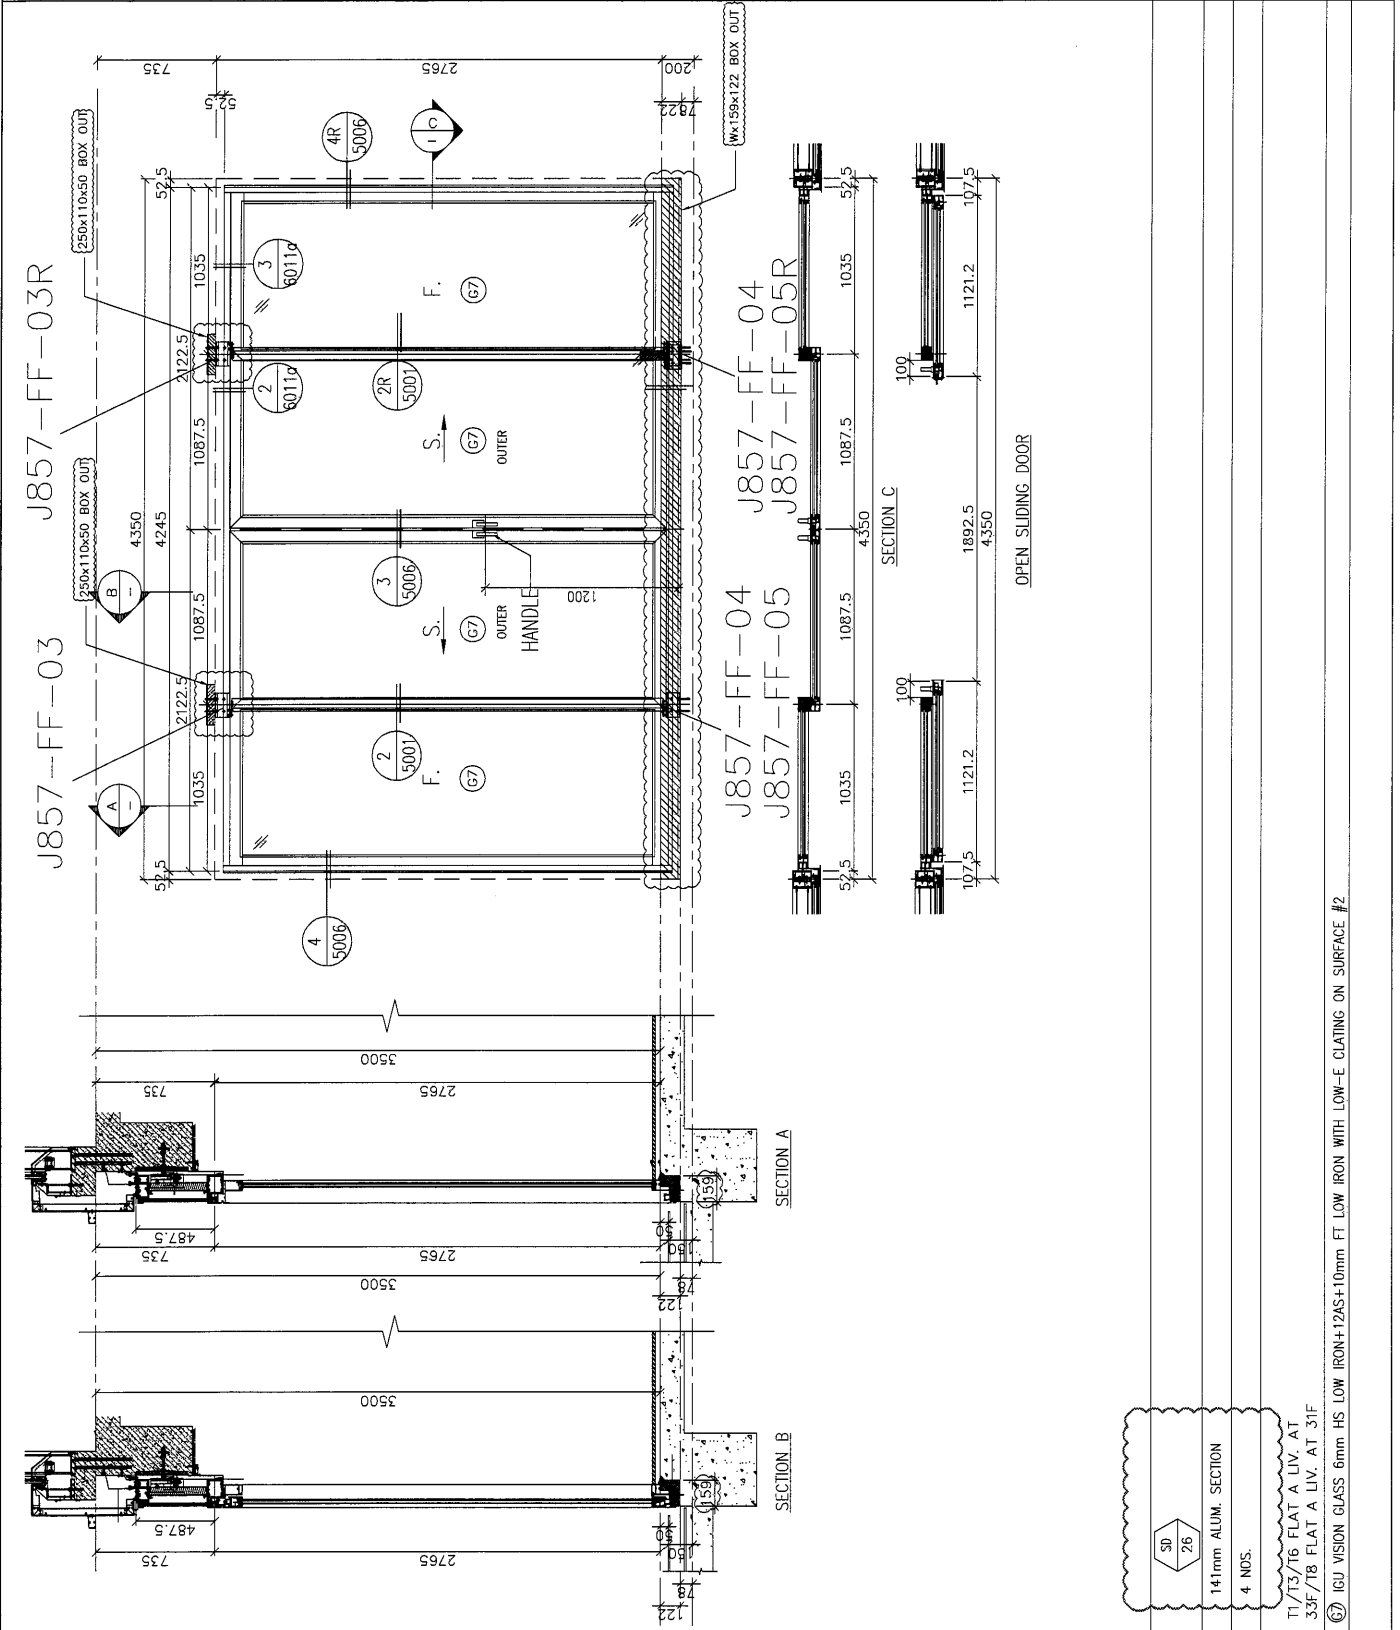 J857-FF-03
J857-FF-03R
250x110x50 BOX OUT
250x110x50 BOX OUT
Wx159x122 BOX OUT
4350
4245
52.5
2122.5
2122.5
52.5
1035
1087.5
1087.5
1035
735
2765
200
52.5
78
22
A
-
B
-
C
-
4R
5006
3
6011a
2
6011a
2R
5001
3
5006
2
5001
4
5006
F.
G7
S.
G7
OUTER
S.
G7
OUTER
F.
G7
HANDLE
1200
J857-FF-04
J857-FF-05
J857-FF-04
J857-FF-05R
52.5
1035
1087.5
1087.5
1035
52.5
4350
SECTION C
100
100
107.5
1121.2
1892.5
1121.2
107.5
4350
OPEN SLIDING DOOR
3500
735
2765
487.5
735
2765
3500
159
50
50
78
122
SECTION A
3500
487.5
735
2765
159
50
50
78
122
SECTION B
SD
26
141mm ALUM. SECTION
4 NOS.
T1/T3/T6 FLAT A LIV. AT
33F/T8 FLAT A LIV. AT 31F
G7 IGU VISION GLASS 6mm HS LOW IRON+12AS+10mm FT LOW IRON WITH LOW-E CLATING ON SURFACE #2